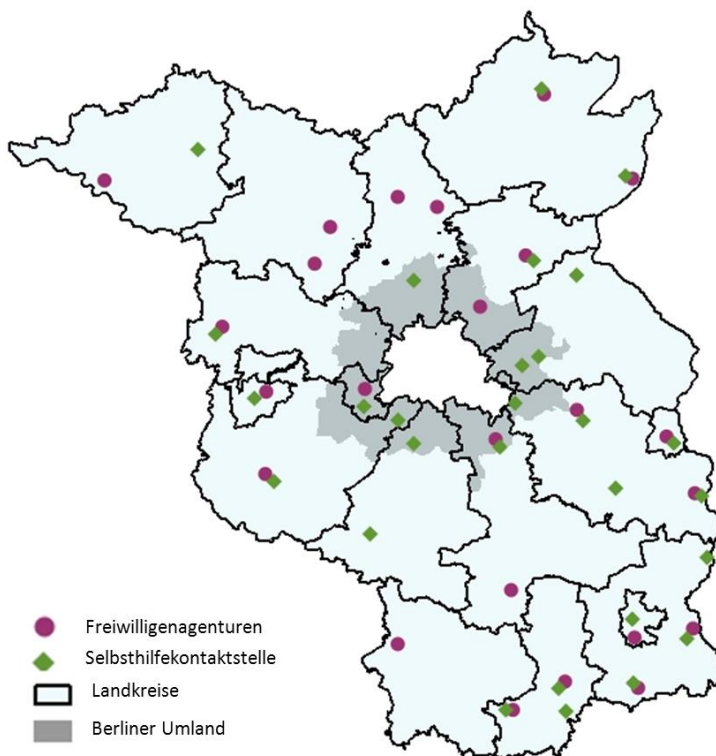 Freiwilligenagenturen
Selbsthilfekontaktstelle
Landkreise
Berliner Umland